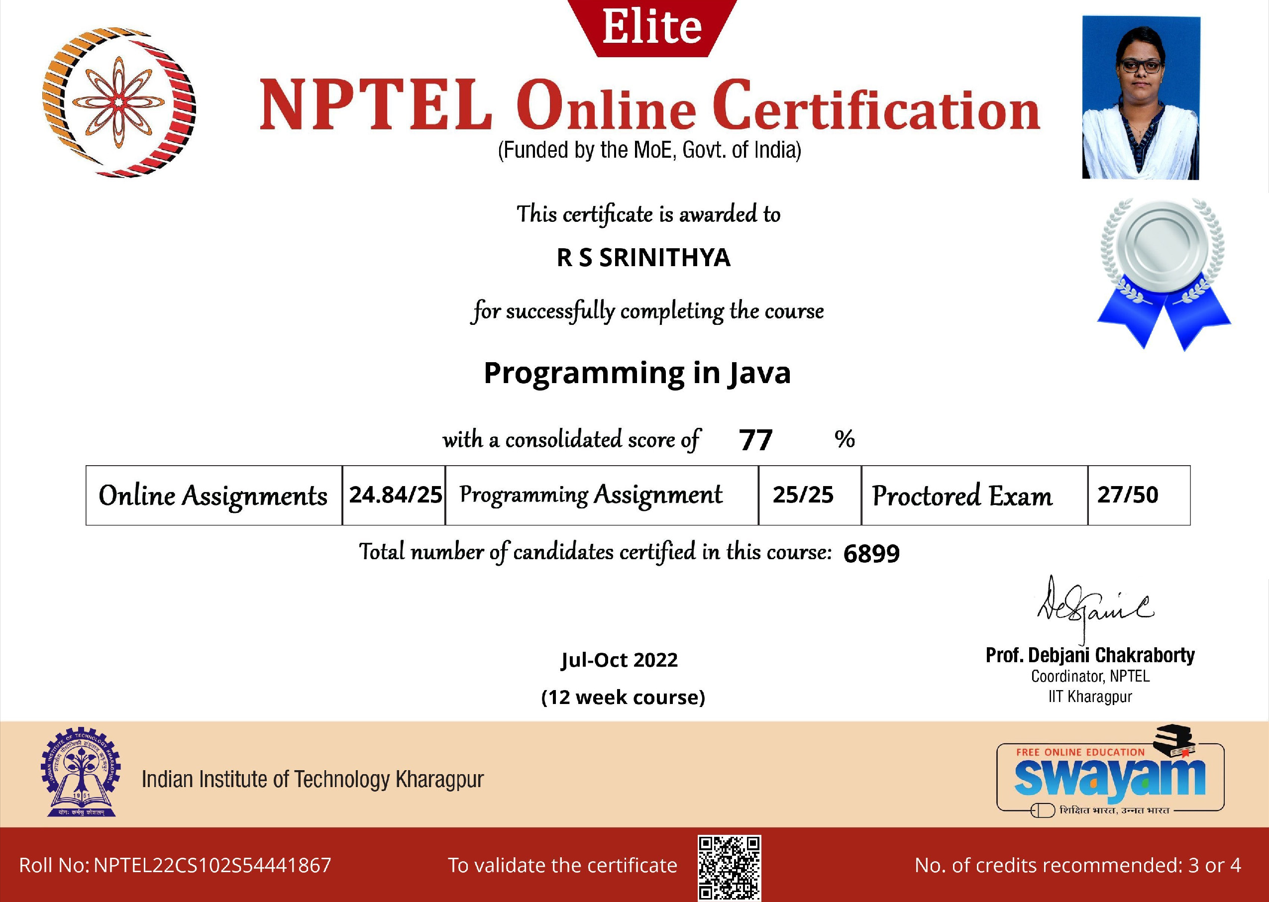 Elite
NPTEL Online Certification
(Funded by the MoE, Govt. of India)
This certificate is awarded to
R S SRINITHYA
for successfully completing the course
Programming in Java
with a consolidated score of 77 %
Online Assignments 24.84/25 Programming Assignment 25/25 Proctored Exam 27/50
Total number of candidates certified in this course: 6899
Jul-Oct 2022
(12 week course)
Prof. Debjani Chakraborty
Coordinator, NPTEL
IIT Kharagpur
Indian Institute of Technology Kharagpur
1951
योगः कर्मसु कौशलम्
FREE ONLINE EDUCATION
swayam
शिक्षित भारत, उन्नत भारत
Roll No: NPTEL22CS102S54441867
To validate the certificate
No. of credits recommended: 3 or 4